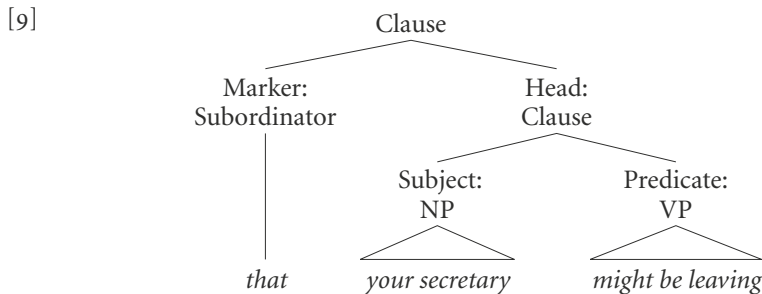 [9]
Clause
Marker: Head:
Subordinator Clause
Subject: Predicate:
NP VP
that your secretary might be leaving